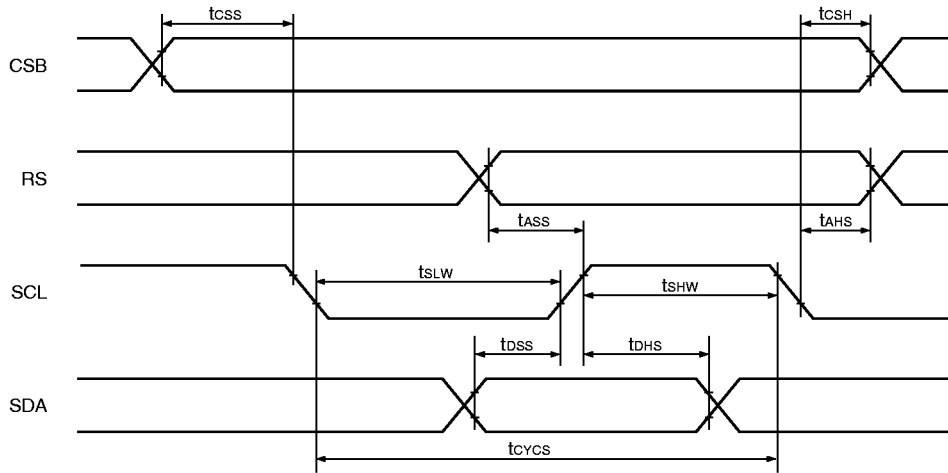 tCSS
tCSH
CSB
RS
tASS
tAHS
SCL
tSLW
tSHW
tDSS
tDHS
SDA
tCYCS